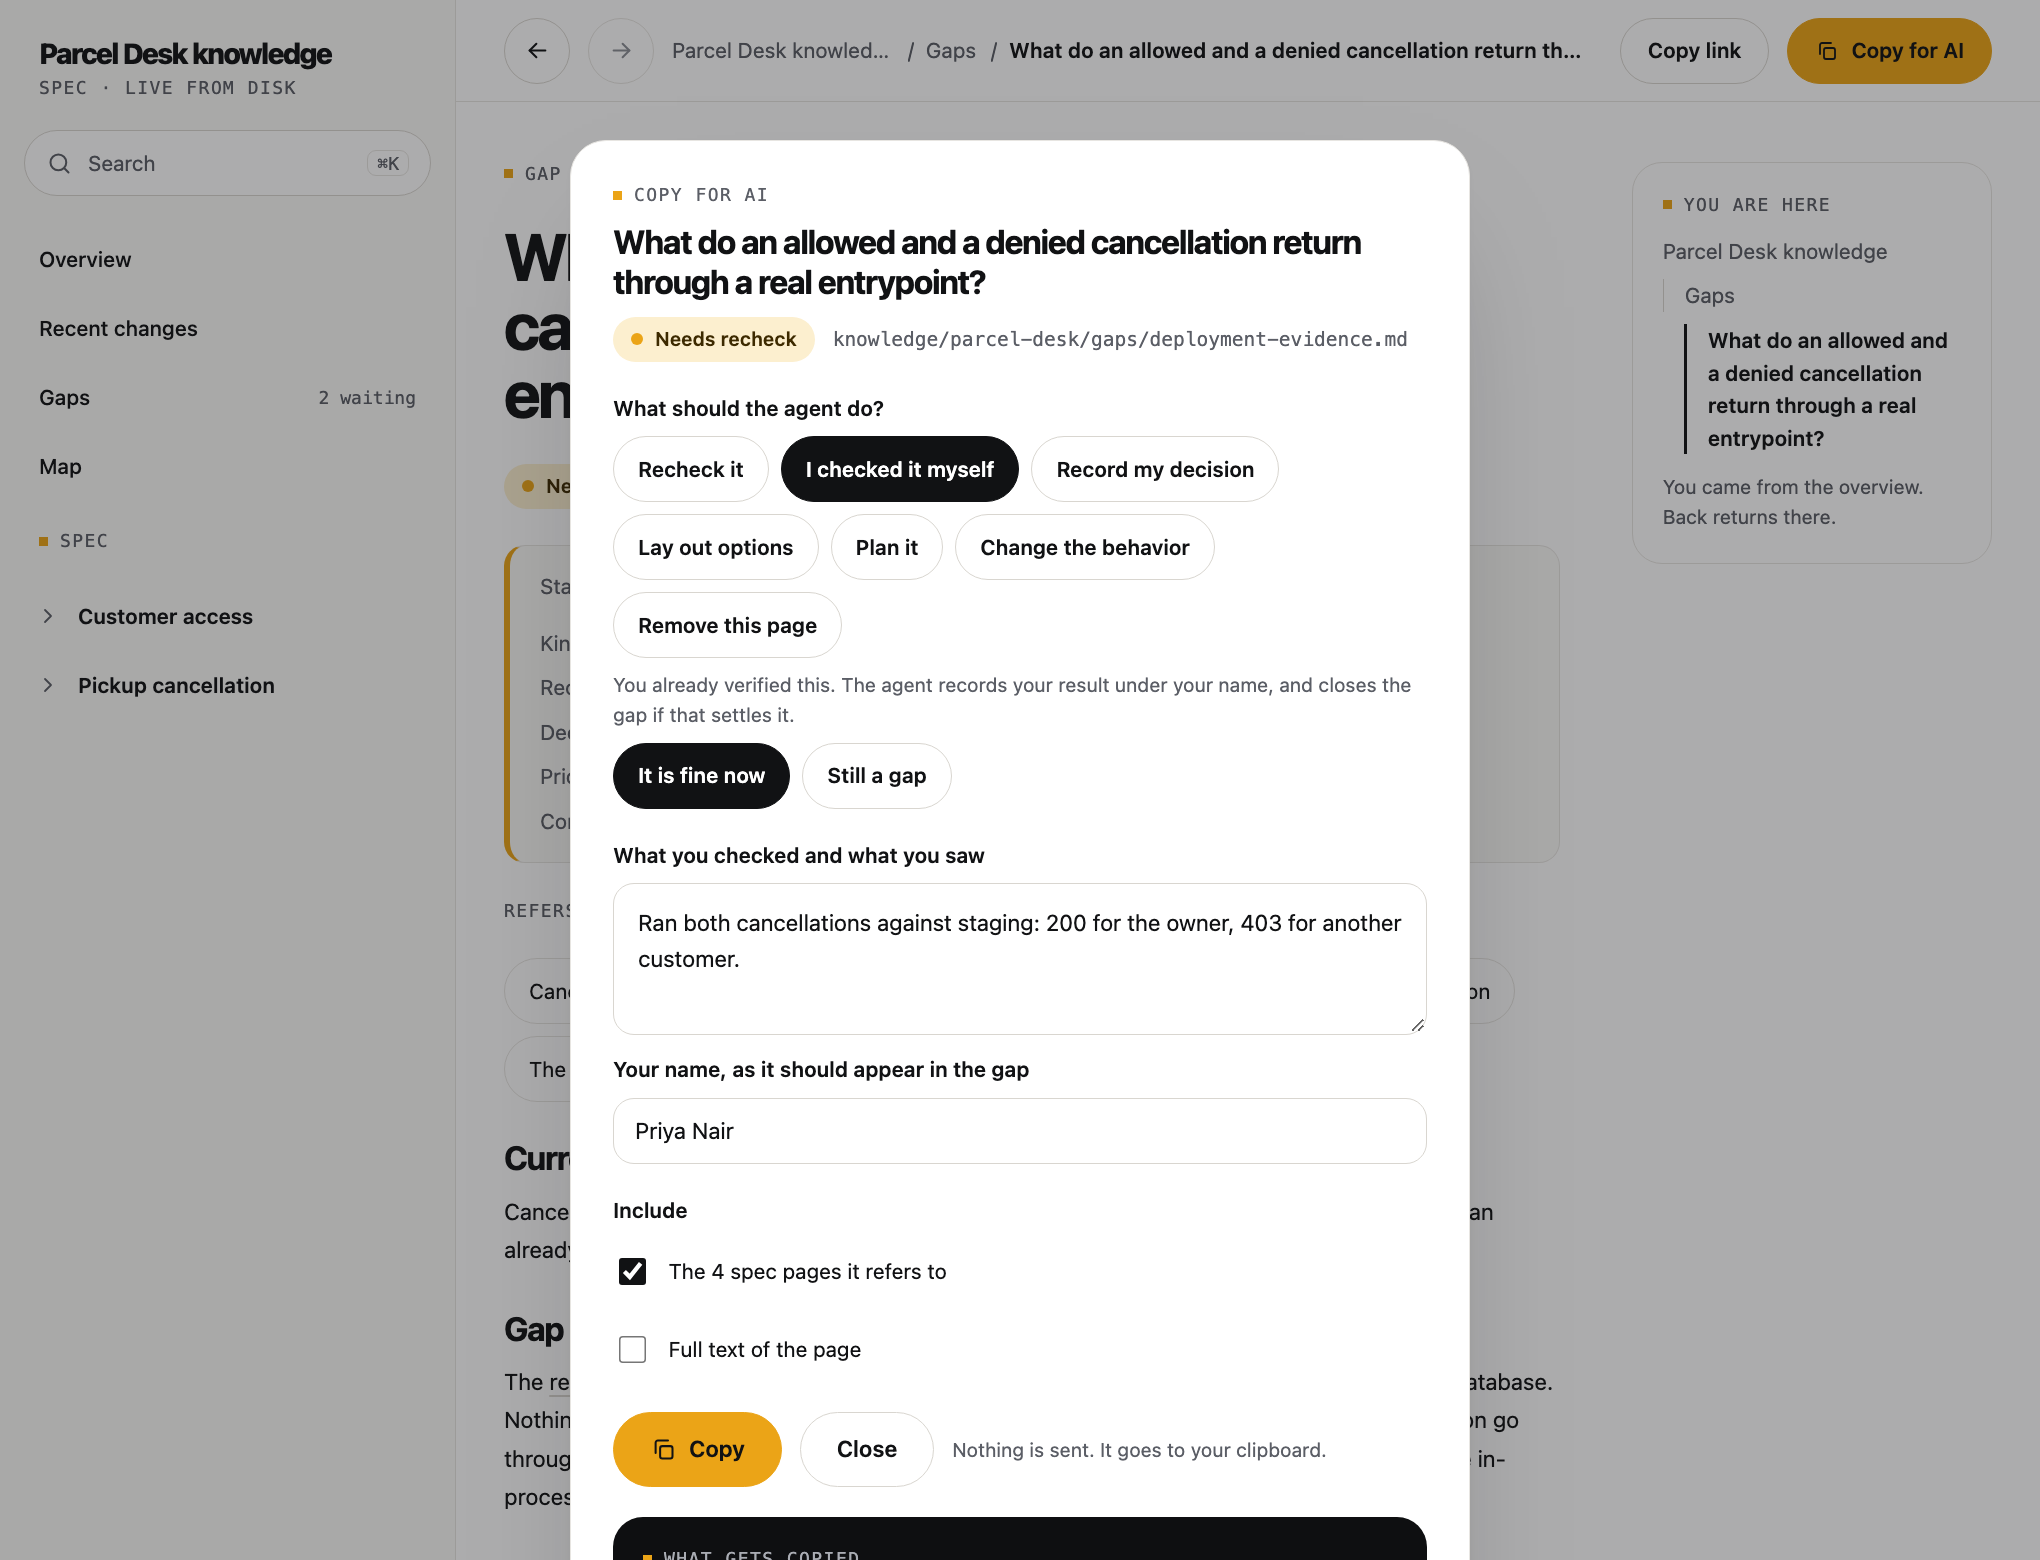 Parcel Desk knowledge
SPEC · LIVE FROM DISK
Search
⌘K
Overview
Recent changes
Gaps
2 waiting
Map
SPEC
Customer access
Pickup cancellation
Parcel Desk knowled... / Gaps / What do an allowed and a denied cancellation return th...
Copy link
Copy for AI
GAP
COPY FOR AI
What do an allowed and a denied cancellation return
through a real entrypoint?
Needs recheck
knowledge/parcel-desk/gaps/deployment-evidence.md
What should the agent do?
Recheck it
I checked it myself
Record my decision
Lay out options
Plan it
Change the behavior
Remove this page
You already verified this. The agent records your result under your name, and closes the
gap if that settles it.
It is fine now
Still a gap
What you checked and what you saw
Ran both cancellations against staging: 200 for the owner, 403 for another
customer.
Your name, as it should appear in the gap
Priya Nair
Include
The 4 spec pages it refers to
Full text of the page
Copy
Close
Nothing is sent. It goes to your clipboard.
WHAT GETS COPIED
YOU ARE HERE
Parcel Desk knowledge
Gaps
What do an allowed and
a denied cancellation
return through a real
entrypoint?
You came from the overview.
Back returns there.
The
Gap
The